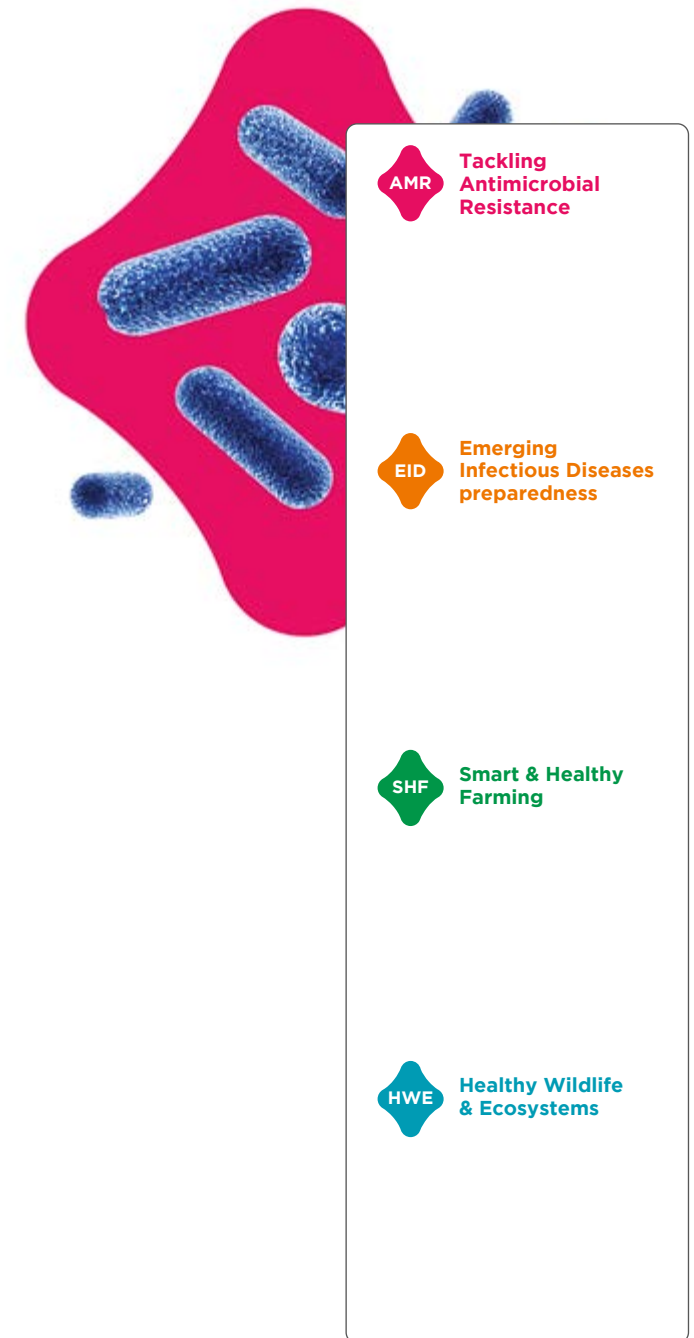 AMR
Tackling
Antimicrobial
Resistance
EID
Emerging
Infectious Diseases
preparedness
SHF
Smart & Healthy
Farming
HWE
Healthy Wildlife
& Ecosystems